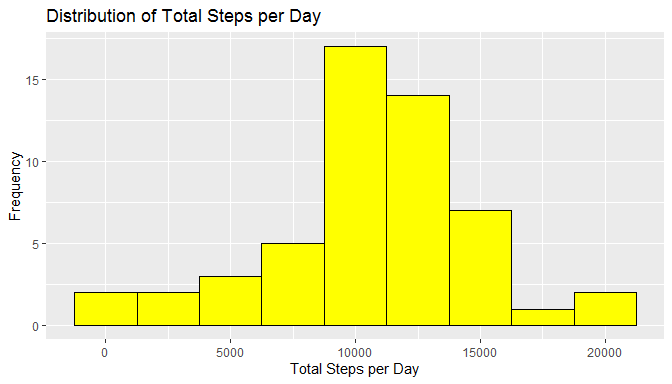 Distribution of Total Steps per Day
Frequency
15
10
5
0
0 5000 10000 15000 20000
Total Steps per Day